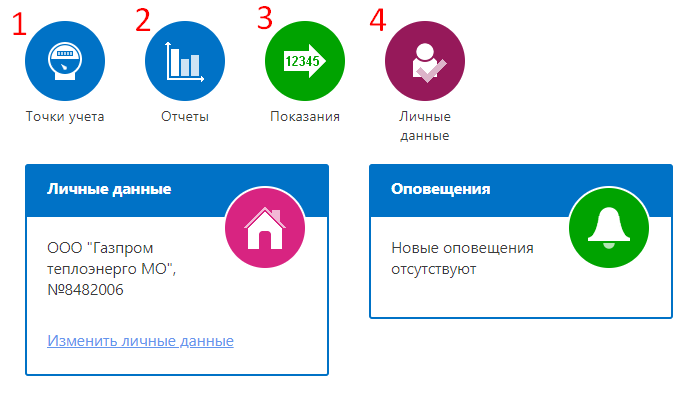 1 2 3 4
12345
Точки учета Отчеты Показания Личные
данные
Личные данные
ООО "Газпром
теплоэнерго МО",
№8482006
Изменить личные данные
Оповещения
Новые оповещения
отсутствуют